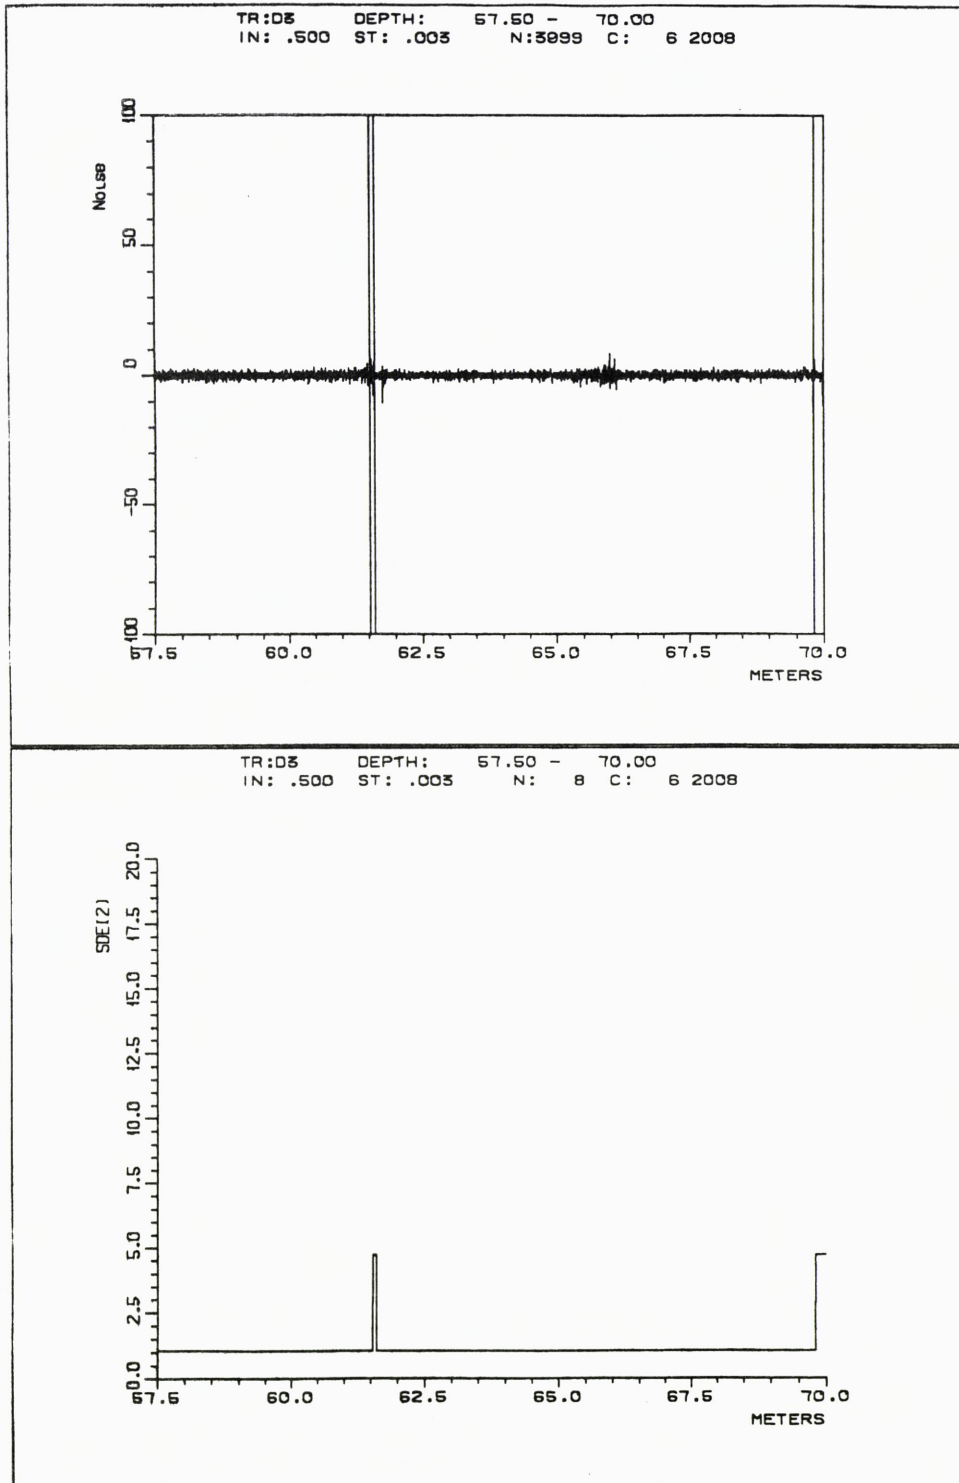 TR:D3 DEPTH: 57.50 - 70.00
IN: .500 ST: .003 N:3999 C: 6 2008
Noise
100
50
0
-50
-100
57.5 60.0 62.5 65.0 67.5 70.0
METERS
TR:D3 DEPTH: 57.50 - 70.00
IN: .500 ST: .003 N: 8 C: 6 2008
SDE(2)
20.0
17.5
15.0
12.5
10.0
7.5
5.0
2.5
0.0
57.5 60.0 62.5 65.0 67.5 70.0
METERS